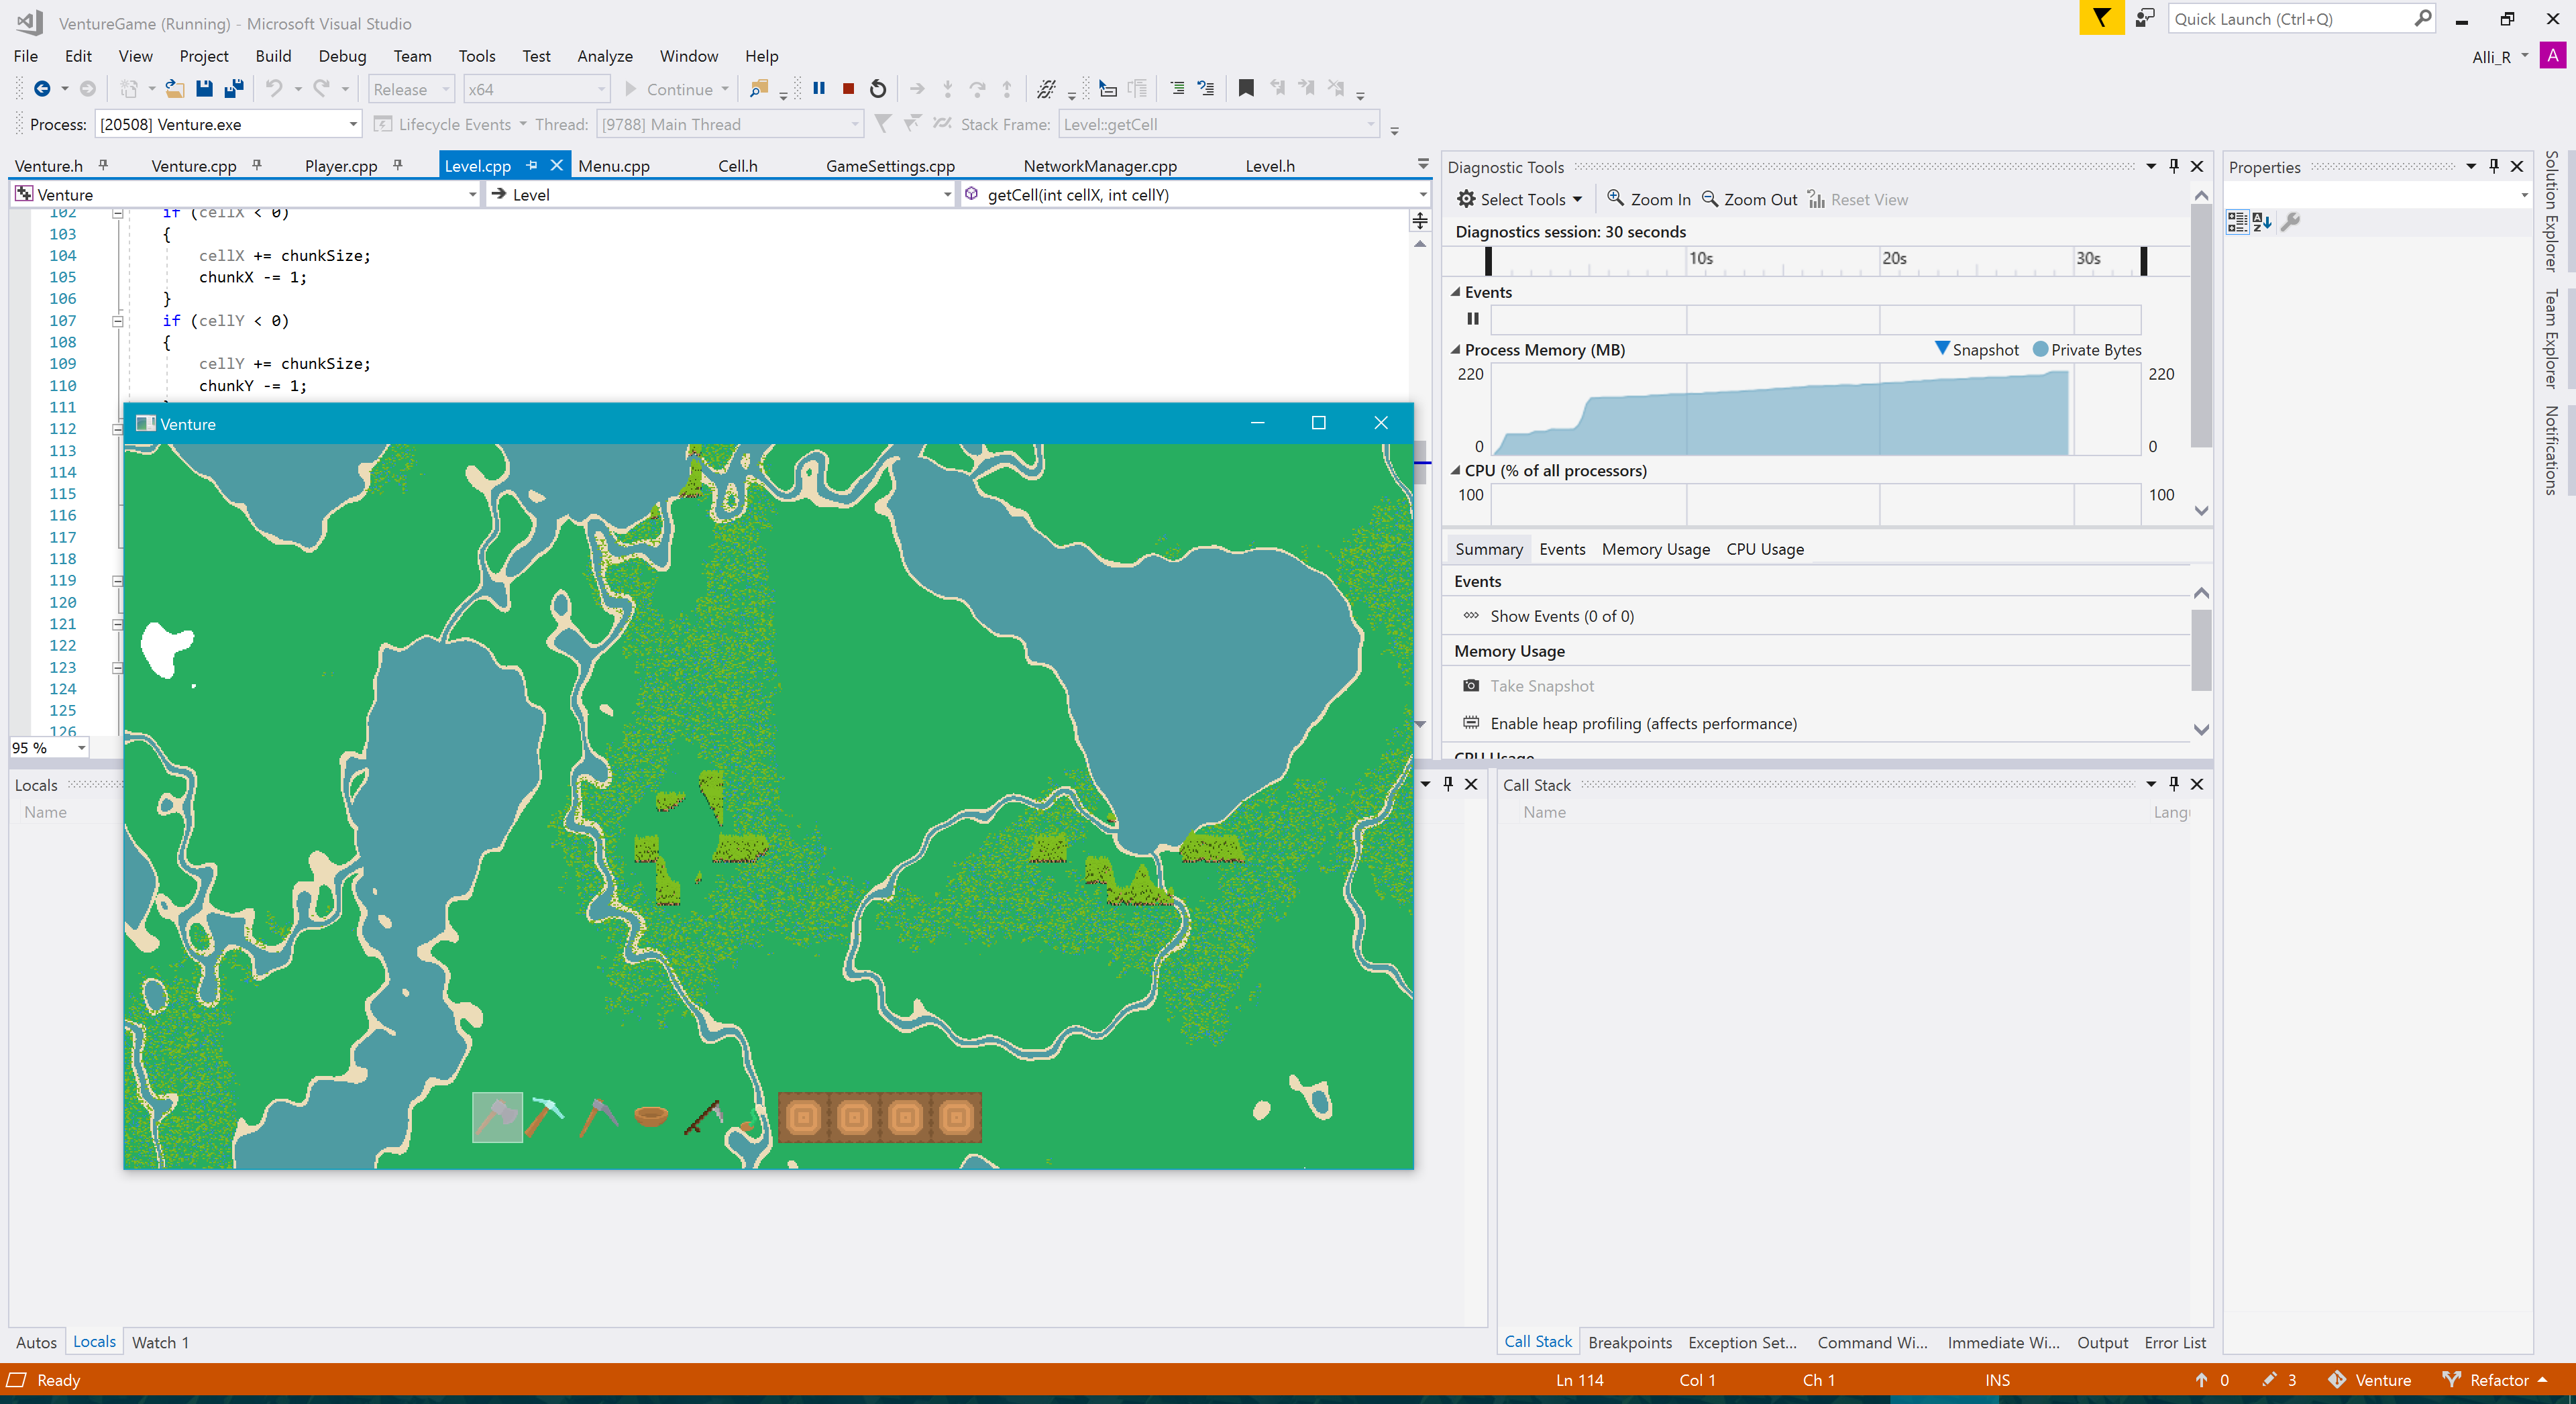 VentureGame (Running) - Microsoft Visual Studio
Quick Launch (Ctrl+Q)
File Edit View Project Build Debug Team Tools Test Analyze Window Help
Alli_R A
Release x64 Continue
Process: [20508] Venture.exe Lifecycle Events Thread: [9788] Main Thread Stack Frame: Level::getCell
Venture.h Venture.cpp Player.cpp Level.cpp Menu.cpp Cell.h GameSettings.cpp NetworkManager.cpp Level.h
Venture Level getCell(int cellX, int cellY)
102 if (cellX < 0)
103 {
104 cellX += chunkSize;
105 chunkX -= 1;
106 }
107 if (cellY < 0)
108 {
109 cellY += chunkSize;
110 chunkY -= 1;
111
112
113
114
115
116
117
118
119
120
121
122
123
124
125
126
95 %
Venture
Locals
Name
Autos Locals Watch 1
Diagnostic Tools
Select Tools Zoom In Zoom Out Reset View
Diagnostics session: 30 seconds
10s 20s 30s
Events
Process Memory (MB) Snapshot Private Bytes
220 220
0 0
CPU (% of all processors)
100 100
Summary Events Memory Usage CPU Usage
Events
Show Events (0 of 0)
Memory Usage
Take Snapshot
Enable heap profiling (affects performance)
CPU Usage
Call Stack
Name Langu
Call Stack Breakpoints Exception Set... Command Wi... Immediate Wi... Output Error List
Properties
Solution Explorer
Team Explorer
Notifications
Ready Ln 114 Col 1 Ch 1 INS 0 3 Venture Refactor